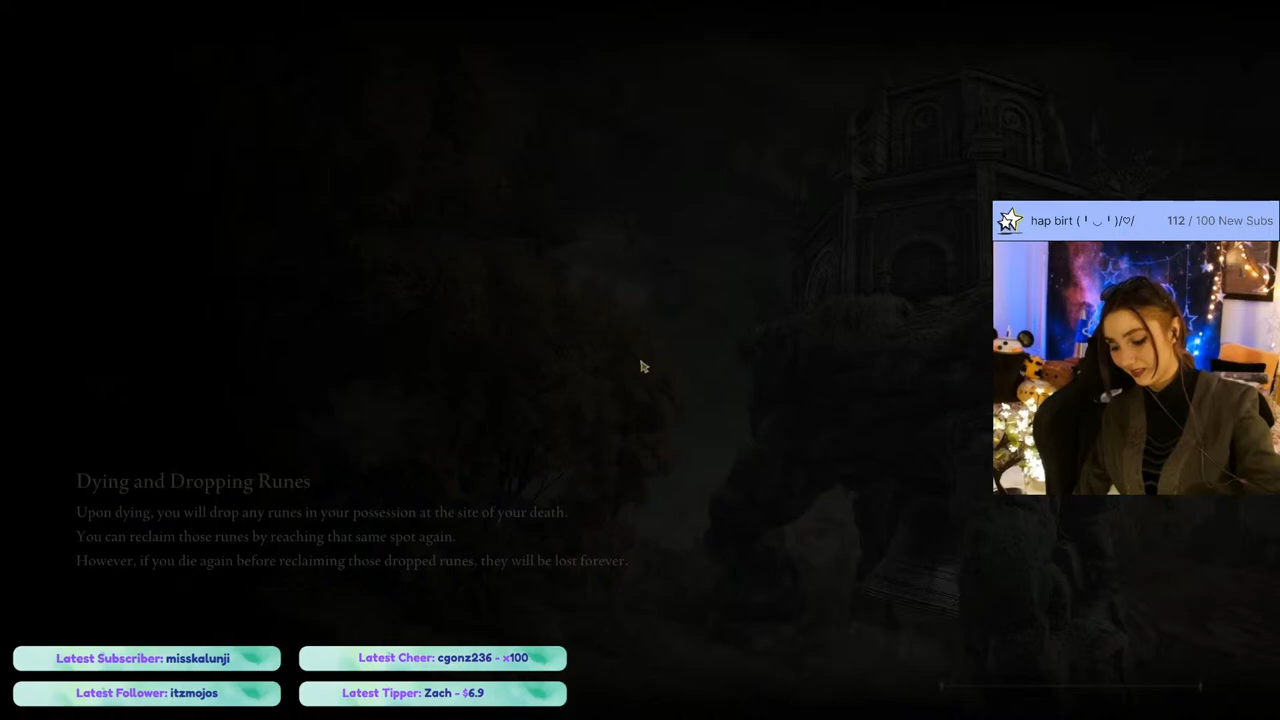 hap birt ( ╹ ◡ ╹ )/♡/ 112 / 100 New Subs
Dying and Dropping Runes
Upon dying, you will drop any runes in your possession at the site of your death.
You can reclaim those runes by reaching that same spot again.
However, if you die again before reclaiming those dropped runes, they will be lost forever.
Latest Subscriber: misskalunji
Latest Cheer: cgonz236 - x100
Latest Follower: itzmojos
Latest Tipper: Zach - $6.9